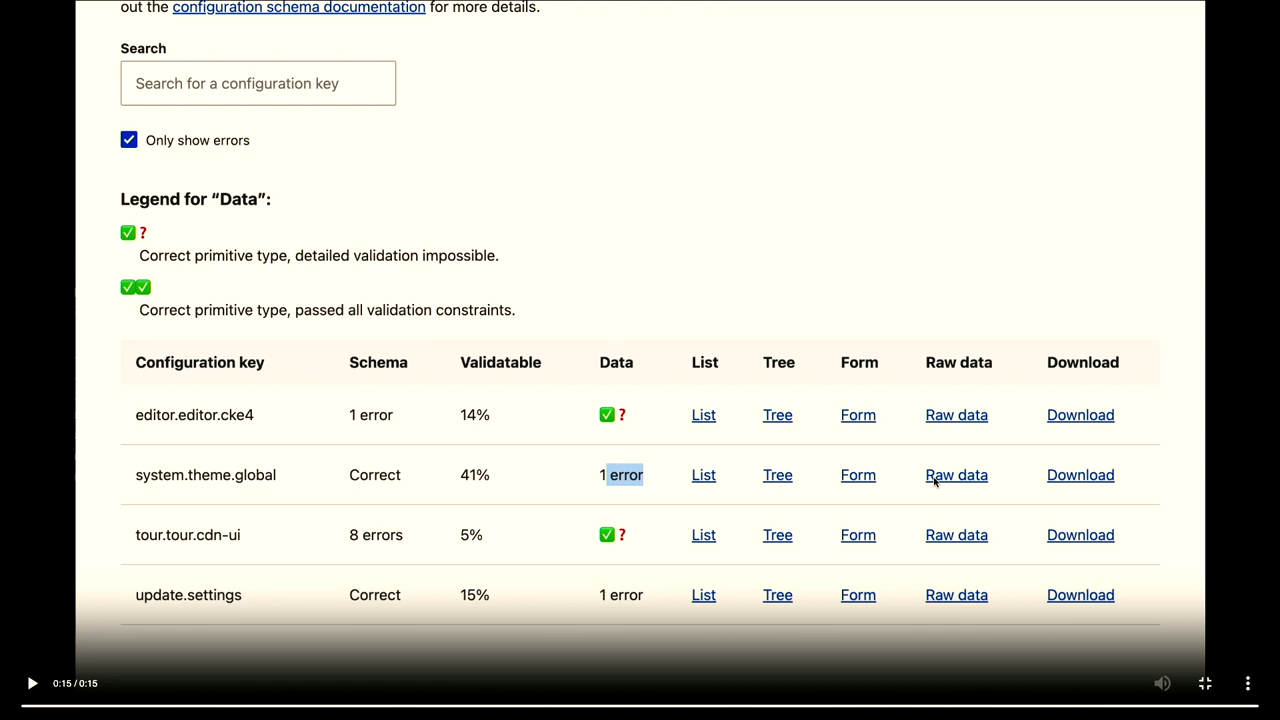 out the configuration schema documentation for more details.
Search
Search for a configuration key
Only show errors
Legend for “Data”:
✅❓
Correct primitive type, detailed validation impossible.
✅✅
Correct primitive type, passed all validation constraints.
Configuration key Schema Validatable Data List Tree Form Raw data Download
editor.editor.cke4 1 error 14% ✅❓ List Tree Form Raw data Download
system.theme.global Correct 41% 1 error List Tree Form Raw data Download
tour.tour.cdn-ui 8 errors 5% ✅❓ List Tree Form Raw data Download
update.settings Correct 15% 1 error List Tree Form Raw data Download
0:15 / 0:15